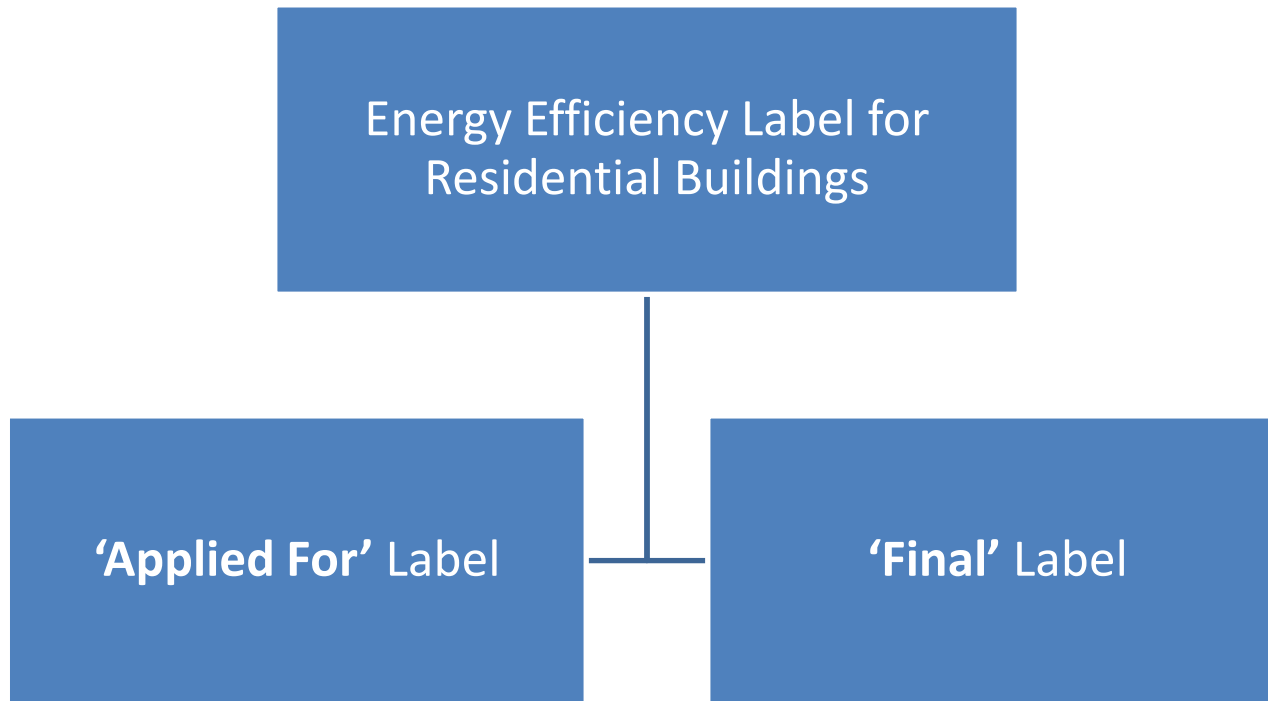 Energy Efficiency Label for
Residential Buildings
‘Applied For’ Label
‘Final’ Label